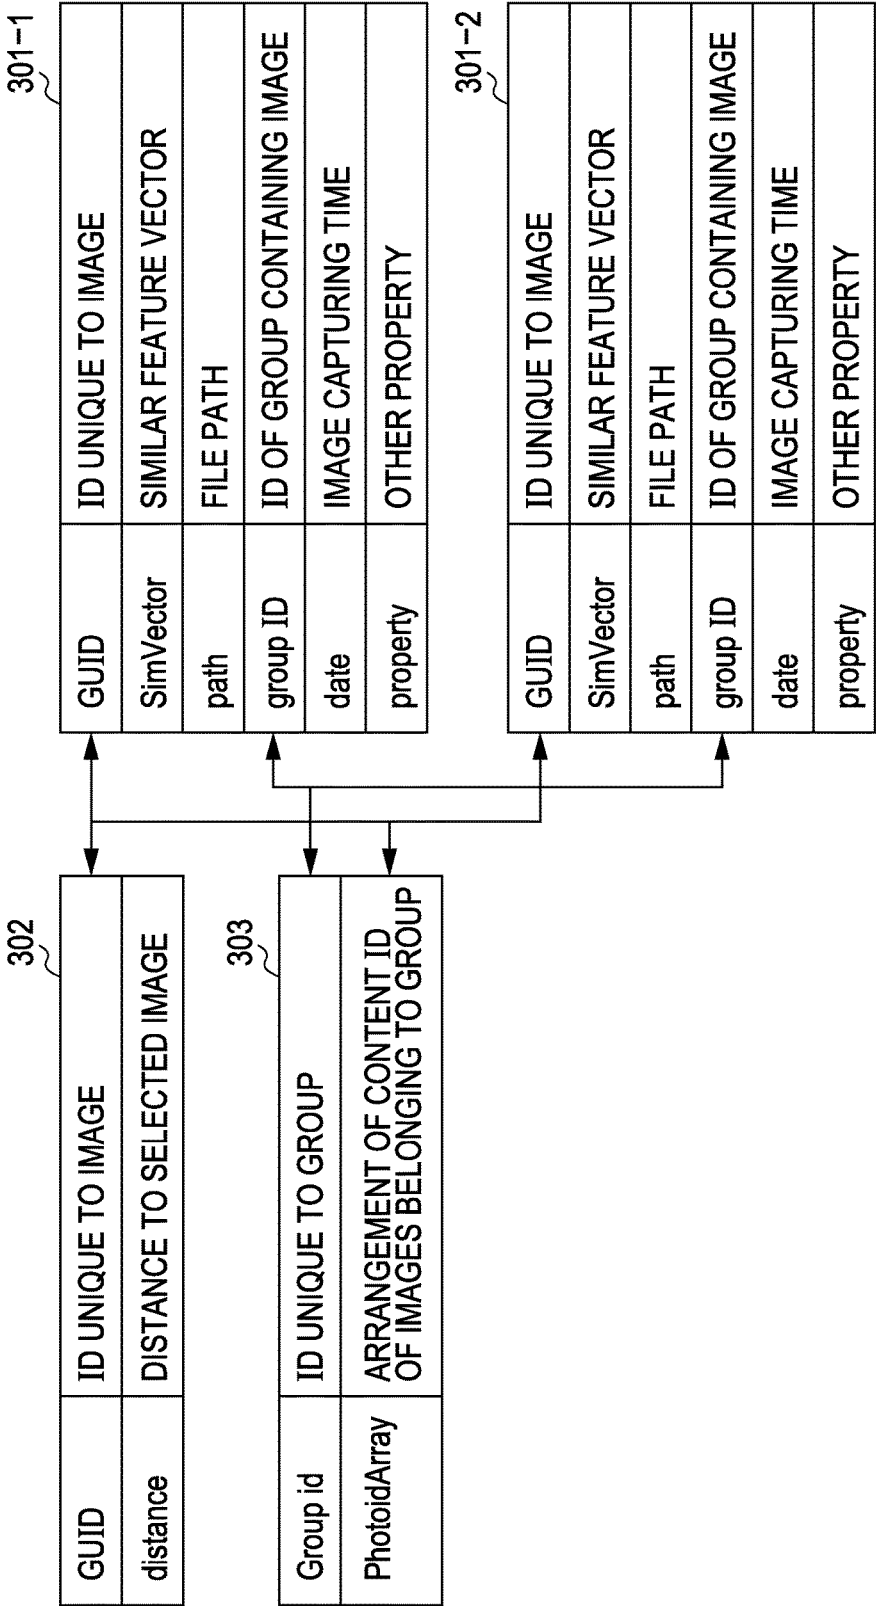 302
GUID ID UNIQUE TO IMAGE
distance DISTANCE TO SELECTED IMAGE
303
Group id ID UNIQUE TO GROUP
PhotoidArray ARRANGEMENT OF CONTENT ID
OF IMAGES BELONGING TO GROUP
301-1
GUID ID UNIQUE TO IMAGE
SimVector SIMILAR FEATURE VECTOR
path FILE PATH
group ID ID OF GROUP CONTAINING IMAGE
date IMAGE CAPTURING TIME
property OTHER PROPERTY
301-2
GUID ID UNIQUE TO IMAGE
SimVector SIMILAR FEATURE VECTOR
path FILE PATH
group ID ID OF GROUP CONTAINING IMAGE
date IMAGE CAPTURING TIME
property OTHER PROPERTY